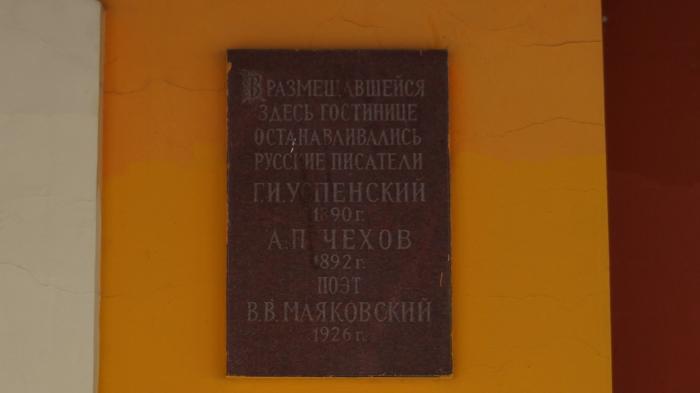 В РАЗМЕЩАВШЕЙСЯ
ЗДЕСЬ ГОСТИНИЦЕ
ОСТАНАВЛИВАЛИСЬ
РУССКИЕ ПИСАТЕЛИ
Г.И.УСПЕНСКИЙ
1890 г.
А.П. ЧЕХОВ
1892 г.
ПОЭТ
В.В.МАЯКОВСКИЙ
1926 г.